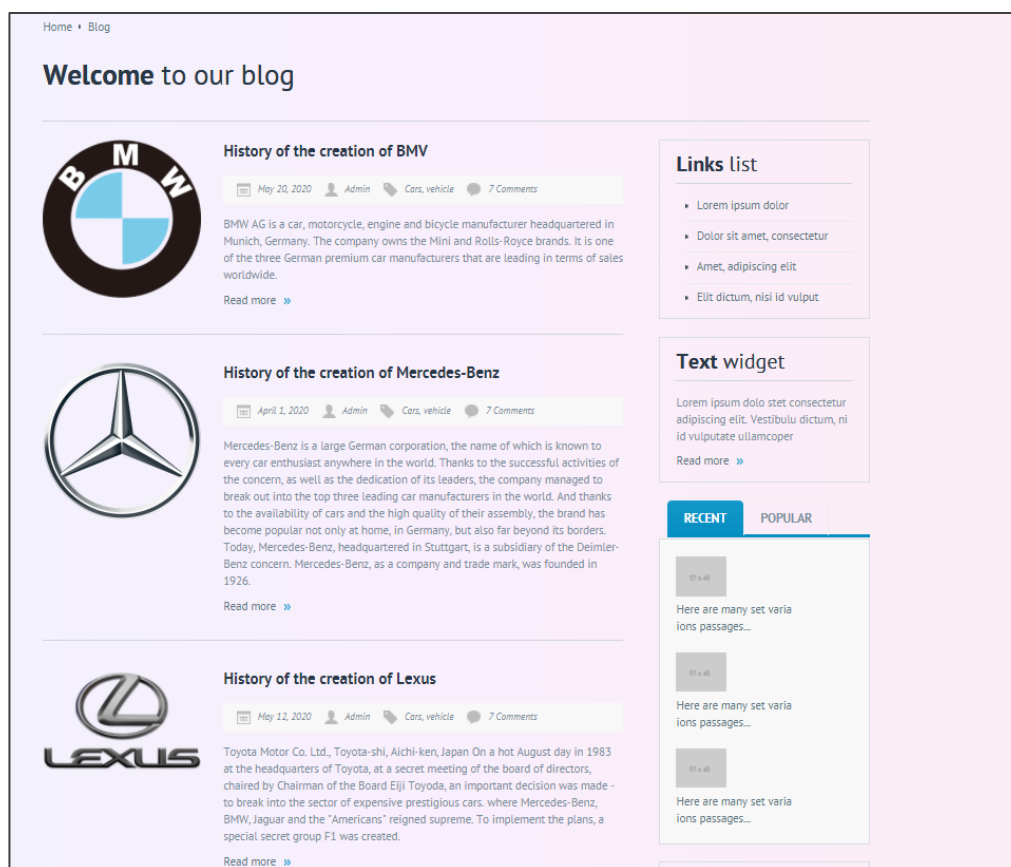 Home • Blog
Welcome to our blog
B M W
History of the creation of BMV
May 20, 2020 Admin Cars, vehicle 7 Comments
BMW AG is a car, motorcycle, engine and bicycle manufacturer headquartered in
Munich, Germany. The company owns the Mini and Rolls-Royce brands. It is one
of the three German premium car manufacturers that are leading in terms of sales
worldwide.
Read more »
History of the creation of Mercedes-Benz
April 1, 2020 Admin Cars, vehicle 7 Comments
Mercedes-Benz is a large German corporation, the name of which is known to
every car enthusiast anywhere in the world. Thanks to the successful activities of
the concern, as well as the dedication of its leaders, the company managed to
break out into the top three leading car manufacturers in the world. And thanks
to the availability of cars and the high quality of their assembly, the brand has
become popular not only at home, in Germany, but also far beyond its borders.
Today, Mercedes-Benz, headquartered in Stuttgart, is a subsidiary of the Deimler-
Benz concern. Mercedes-Benz, as a company and trade mark, was founded in
1926.
Read more »
LEXUS
History of the creation of Lexus
May 12, 2020 Admin Cars, vehicle 7 Comments
Toyota Motor Co. Ltd., Toyota-shi, Aichi-ken, Japan On a hot August day in 1983
at the headquarters of Toyota, at a secret meeting of the board of directors,
chaired by Chairman of the Board Eiji Toyoda, an important decision was made -
to break into the sector of expensive prestigious cars. where Mercedes-Benz,
BMW, Jaguar and the "Americans" reigned supreme. To implement the plans, a
special secret group F1 was created.
Read more »
Links list
Lorem ipsum dolor
Dolor sit amet, consectetur
Amet, adipiscing elit
Elit dictum, nisi id vulput
Text widget
Lorem ipsum dolo stet consectetur
adipiscing elit. Vestibulu dictum, ni
id vulputate ullamcorper
Read more »
RECENT POPULAR
57 x 45
Here are many set varia
ions passages...
57 x 45
Here are many set varia
ions passages...
57 x 45
Here are many set varia
ions passages...